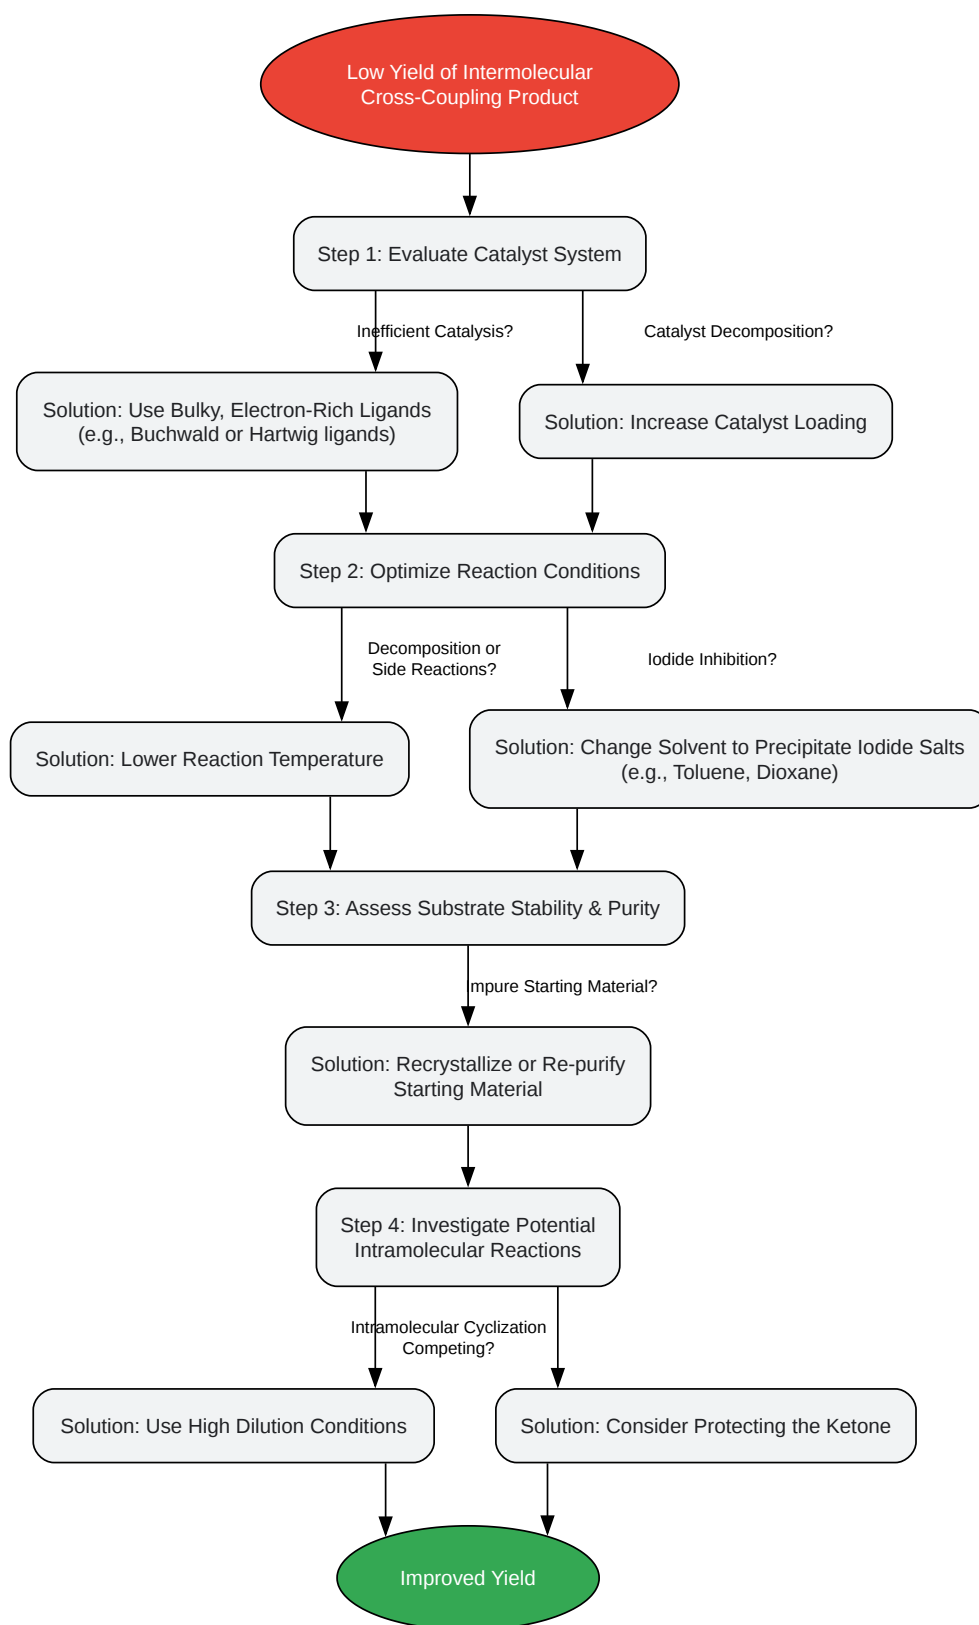 Low Yield of Intermolecular
Cross-Coupling Product
Step 1: Evaluate Catalyst System
Inefficient Catalysis?
Catalyst Decomposition?
Solution: Use Bulky, Electron-Rich Ligands
(e.g., Buchwald or Hartwig ligands)
Solution: Increase Catalyst Loading
Step 2: Optimize Reaction Conditions
Decomposition or
Side Reactions?
Iodide Inhibition?
Solution: Lower Reaction Temperature
Solution: Change Solvent to Precipitate Iodide Salts
(e.g., Toluene, Dioxane)
Step 3: Assess Substrate Stability & Purity
Impure Starting Material?
Solution: Recrystallize or Re-purify
Starting Material
Step 4: Investigate Potential
Intramolecular Reactions
Intramolecular Cyclization
Competing?
Solution: Use High Dilution Conditions
Solution: Consider Protecting the Ketone
Improved Yield